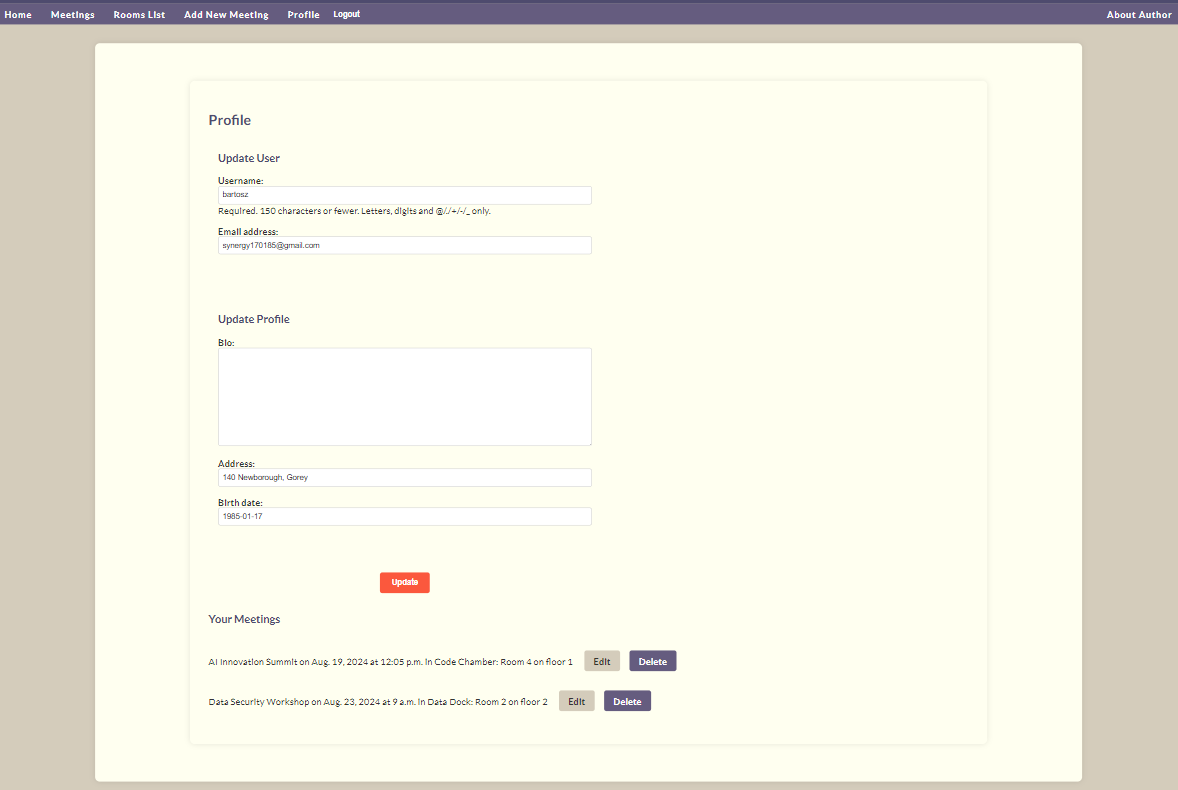 Home Meetings Rooms List Add New Meeting Profile Logout About Author
Profile
Update User
Username:
bartosz
Required. 150 characters or fewer. Letters, digits and @/./+/-/_ only.
Email address:
synergy170185@gmail.com
Update Profile
Bio:
Address:
140 Newborough, Gorey
Birth date:
1985-01-17
Update
Your Meetings
AI Innovation Summit on Aug. 19, 2024 at 12:05 p.m. in Code Chamber: Room 4 on floor 1 Edit Delete
Data Security Workshop on Aug. 23, 2024 at 9 a.m. in Data Dock: Room 2 on floor 2 Edit Delete